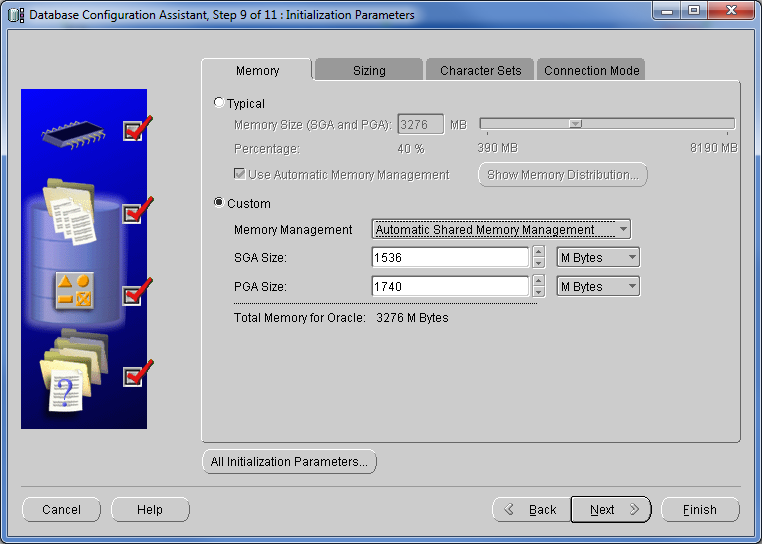 Database Configuration Assistant, Step 9 of 11 : Initialization Parameters
Memory Sizing Character Sets Connection Mode
Typical
Memory Size (SGA and PGA): 3276 MB
Percentage: 40 % 390 MB 8190 MB
Use Automatic Memory Management Show Memory Distribution...
Custom
Memory Management Automatic Shared Memory Management
SGA Size: 1536 M Bytes
PGA Size: 1740 M Bytes
Total Memory for Oracle: 3276 M Bytes
?
All Initialization Parameters...
Cancel Help Back Next Finish